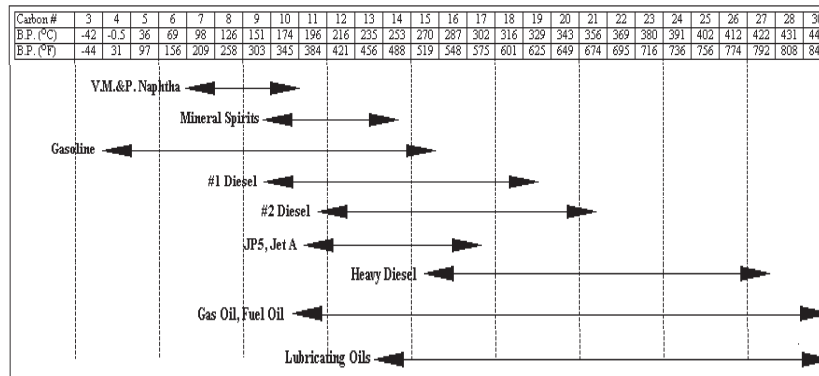 Carbon # 3 4 5 6 7 8 9 10 11 12 13 14 15 16 17 18 19 20 21 22 23 24 25 26 27 28 30
B.P. (⁰C) -42 -0.5 36 69 98 126 151 174 196 216 235 253 270 287 302 316 329 343 356 369 380 391 402 412 422 431 44
B.P. (⁰F) -44 31 97 156 209 258 303 345 384 421 456 488 519 548 575 601 625 649 674 695 716 736 756 774 792 808 84
V.M.&P. Naphtha
Mineral Spirits
Gasoline
#1 Diesel
#2 Diesel
JP5, Jet A
Heavy Diesel
Gas Oil, Fuel Oil
Lubricating Oils